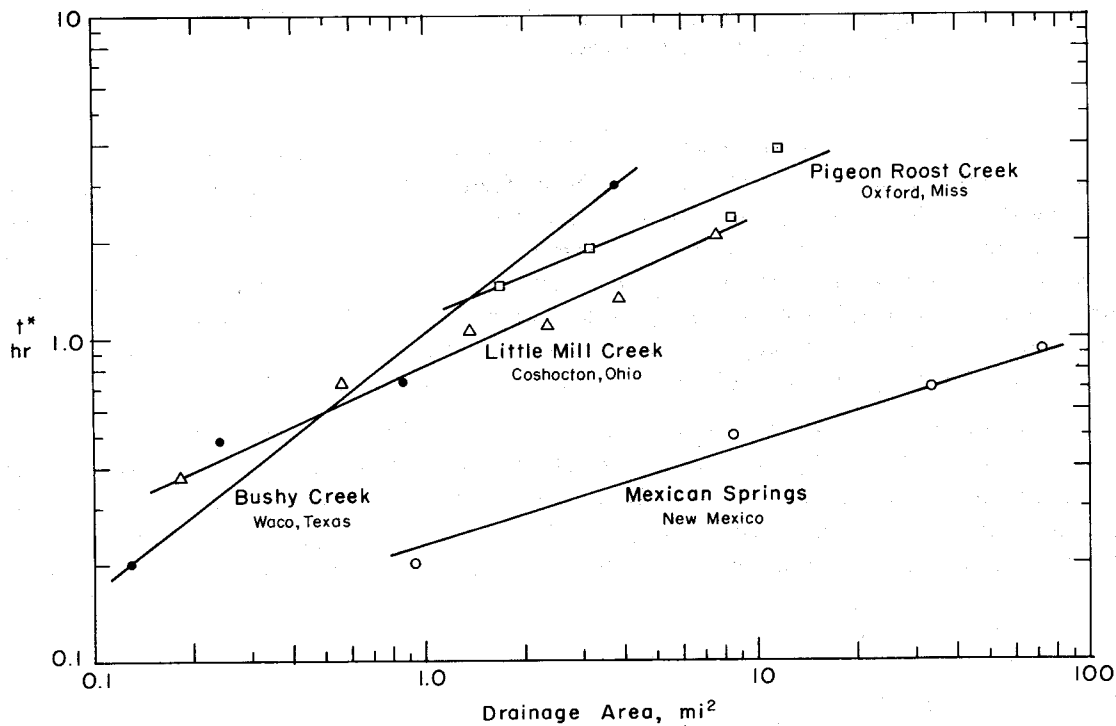 10
Pigeon Roost Creek
Oxford, Miss
t*
hr
1.0
Little Mill Creek
Coshocton, Ohio
Bushy Creek
Waco, Texas
Mexican Springs
New Mexico
0.1
0.1
1.0
10
100
Drainage Area, mi²